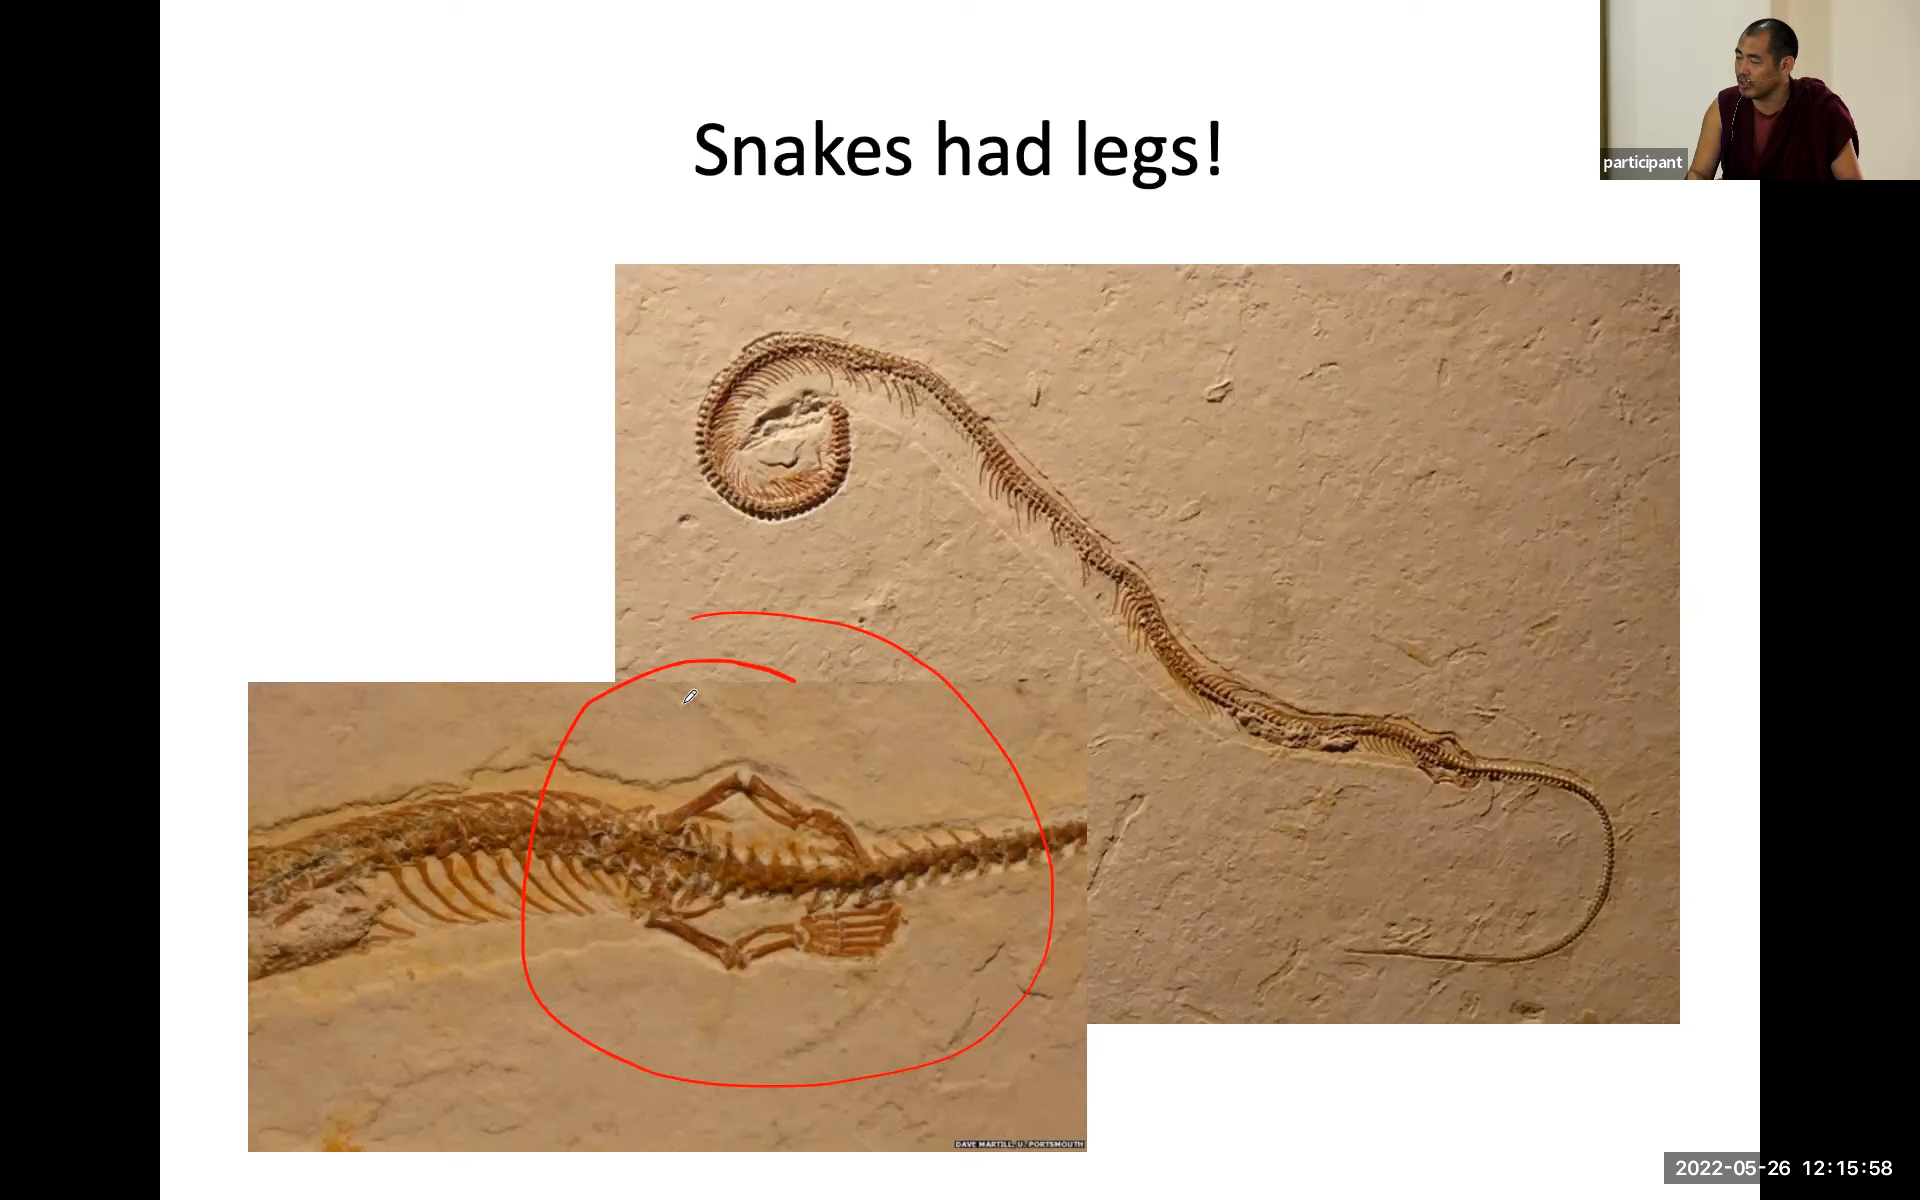 Snakes had legs!
participant
DAVE MARTILL, U. PORTSMOUTH
2022-05-26 12:15:58